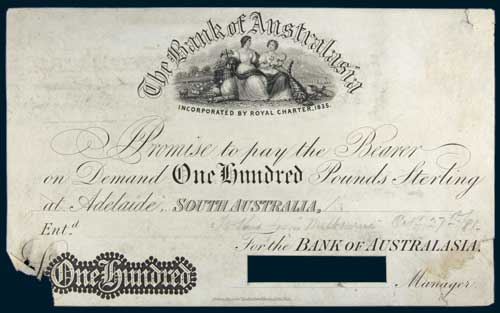 The Bank of Australasia
INCORPORATED BY ROYAL CHARTER, 1835.
I Promise to pay the Bearer
on Demand One Hundred Pounds Sterling
at Adelaide, SOUTH AUSTRALIA,
Ent.d
For the BANK OF AUSTRALASIA,
One Hundred
Manager.